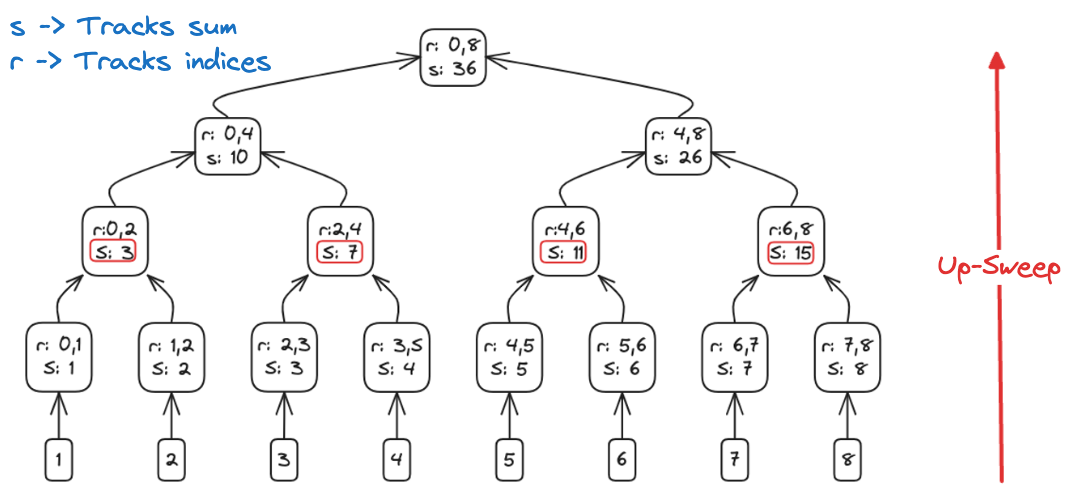 s -> Tracks sum
r -> Tracks indices
r: 0,8
s: 36
r: 0,4
s: 10
r: 4,8
s: 26
r:0,2
S: 3
r:2,4
S: 7
r:4,6
S: 11
r:6,8
S: 15
Up-Sweep
r: 0,1
S: 1
r: 1,2
S: 2
r: 2,3
S: 3
r: 3,5
S: 4
r: 4,5
S: 5
r: 5,6
S: 6
r: 6,7
S: 7
r: 7,8
S: 8
1
2
3
4
5
6
7
8